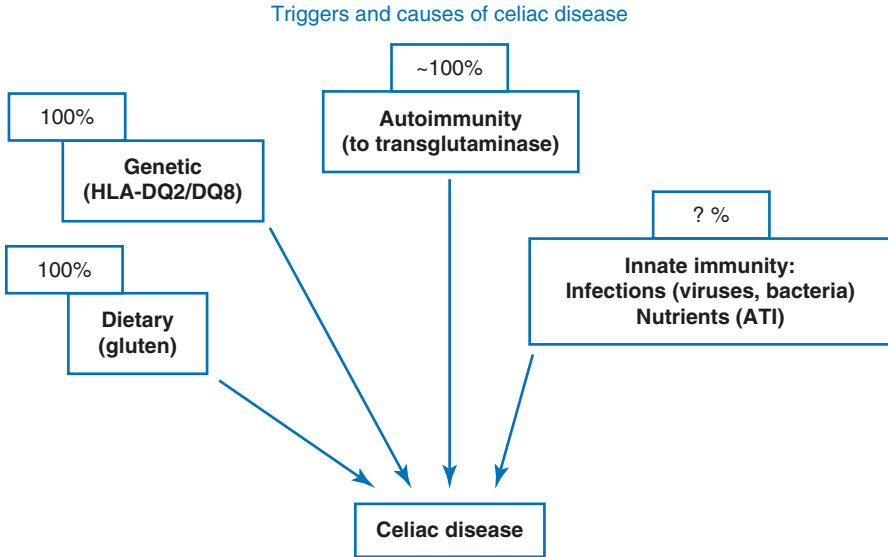 Triggers and causes of celiac disease
~100%
Autoimmunity
(to transglutaminase)
100%
Genetic
(HLA-DQ2/DQ8)
100%
Dietary
(gluten)
? %
Innate immunity:
Infections (viruses, bacteria)
Nutrients (ATI)
Celiac disease